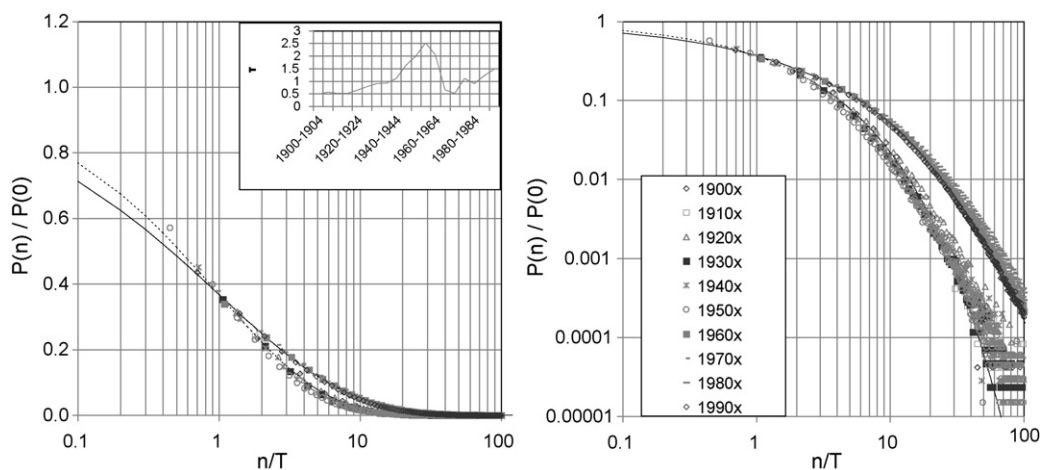 P(n) / P(0)
1.2
1.0
0.8
0.6
0.4
0.2
0.0
0.1
1
10
100
n/T
T
3
2.5
2
1.5
1
0.5
0
1900-1904
1920-1924
1940-1944
1960-1964
1980-1984
P(n) / P(0)
1
0.1
0.01
0.001
0.0001
0.00001
0.1
1
10
100
n/T
1900x
1910x
1920x
1930x
1940x
1950x
1960x
1970x
1980x
1990x